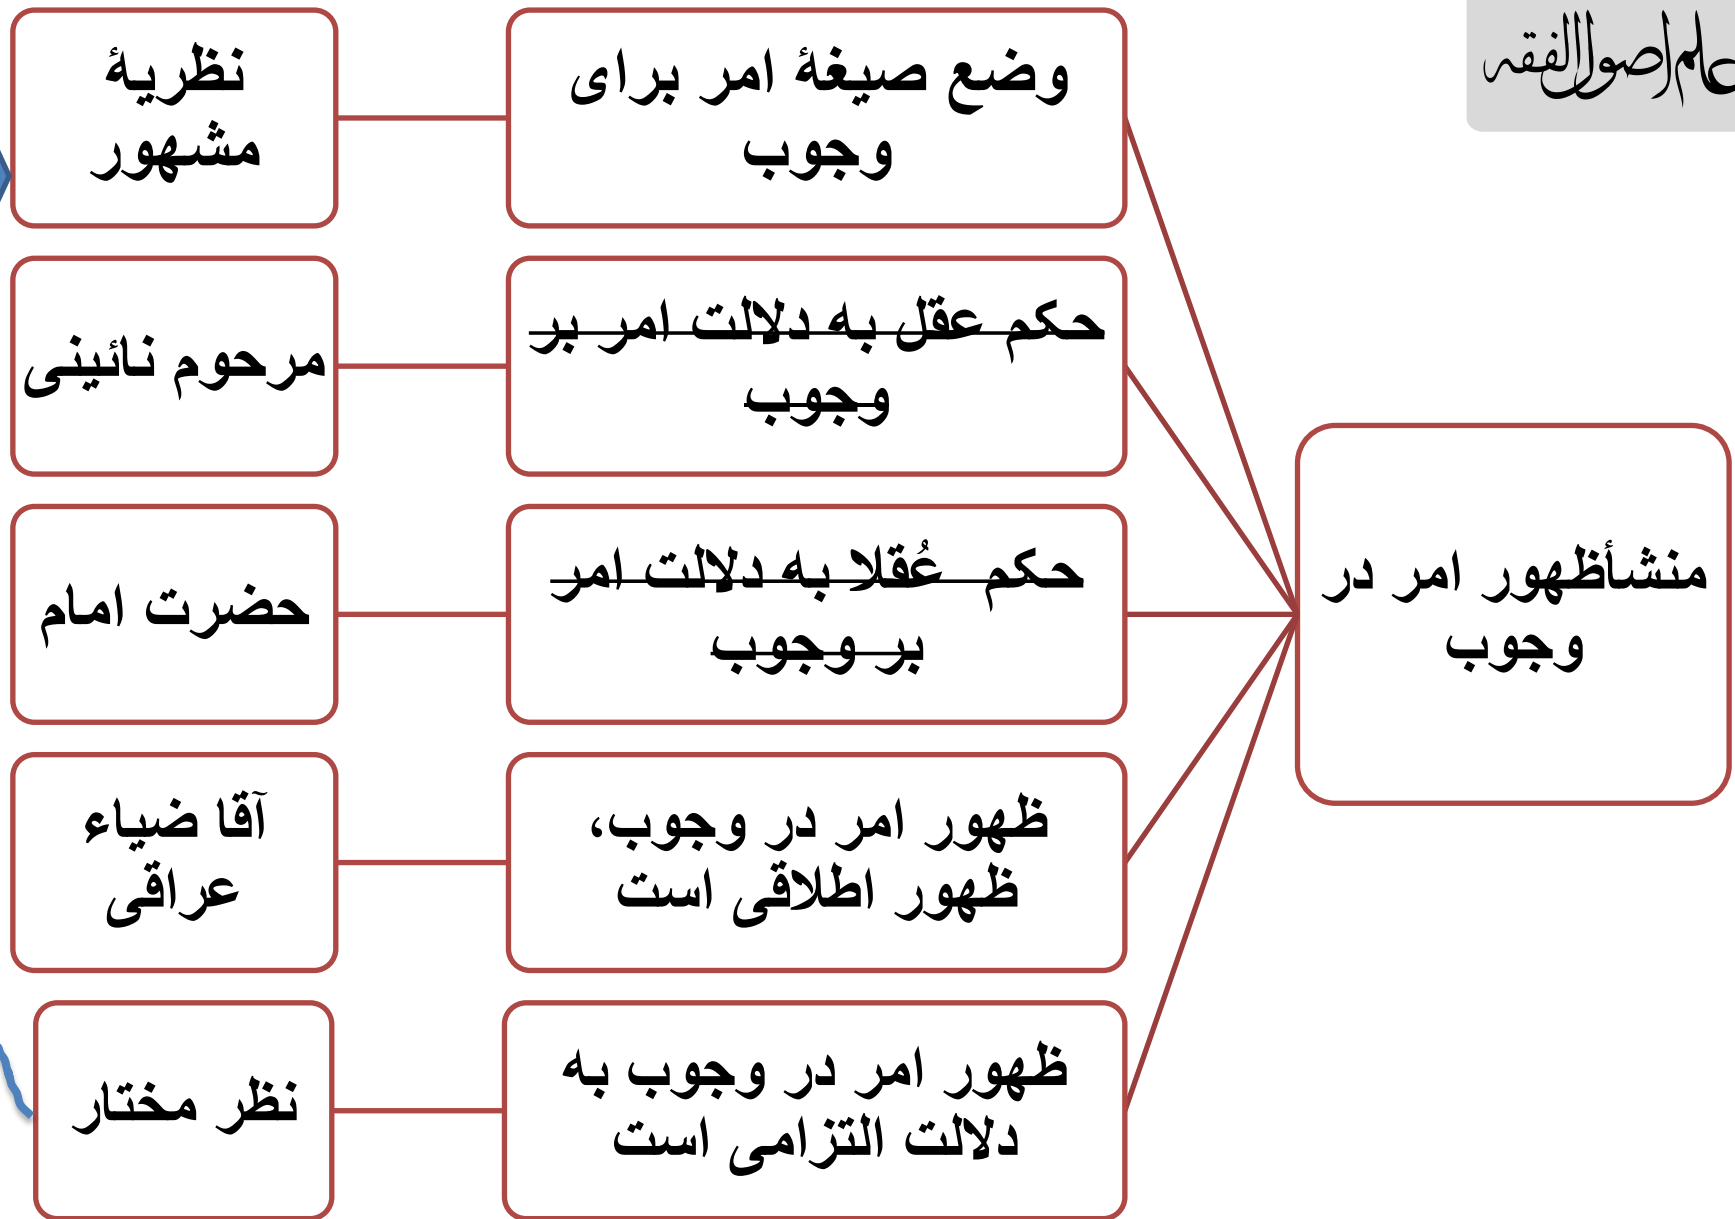 علم اصول الفقه
منشأظهور امر در
وجوب
وضع صیغۀ امر برای
وجوب
نظریۀ
مشهور
حکم عقل به دلالت امر بر
وجوب
مرحوم نائینی
حکم عُقلا به دلالت امر
بر وجوب
حضرت امام
ظهور امر در وجوب،
ظهور اطلاقی است
آقا ضیاء
عراقی
ظهور امر در وجوب به
دلالت التزامی است
نظر مختار